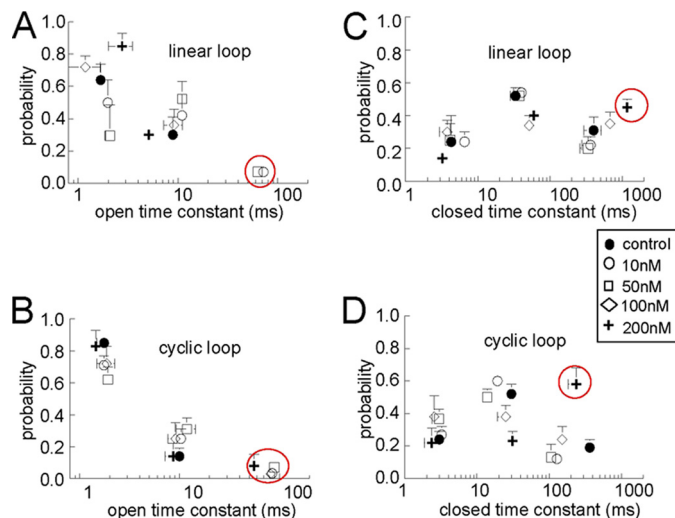 A
linear loop
probability
1.0
0.8
0.6
0.4
0.2
0.0
1
10
100
open time constant (ms)
C
linear loop
probability
1.0
0.8
0.6
0.4
0.2
0.0
1
10
100
1000
closed time constant (ms)
control
10nM
50nM
100nM
200nM
B
cyclic loop
probability
1.0
0.8
0.6
0.4
0.2
0.0
1
10
100
open time constant (ms)
D
cyclic loop
probability
1.0
0.8
0.6
0.4
0.2
0.0
1
10
100
1000
closed time constant (ms)